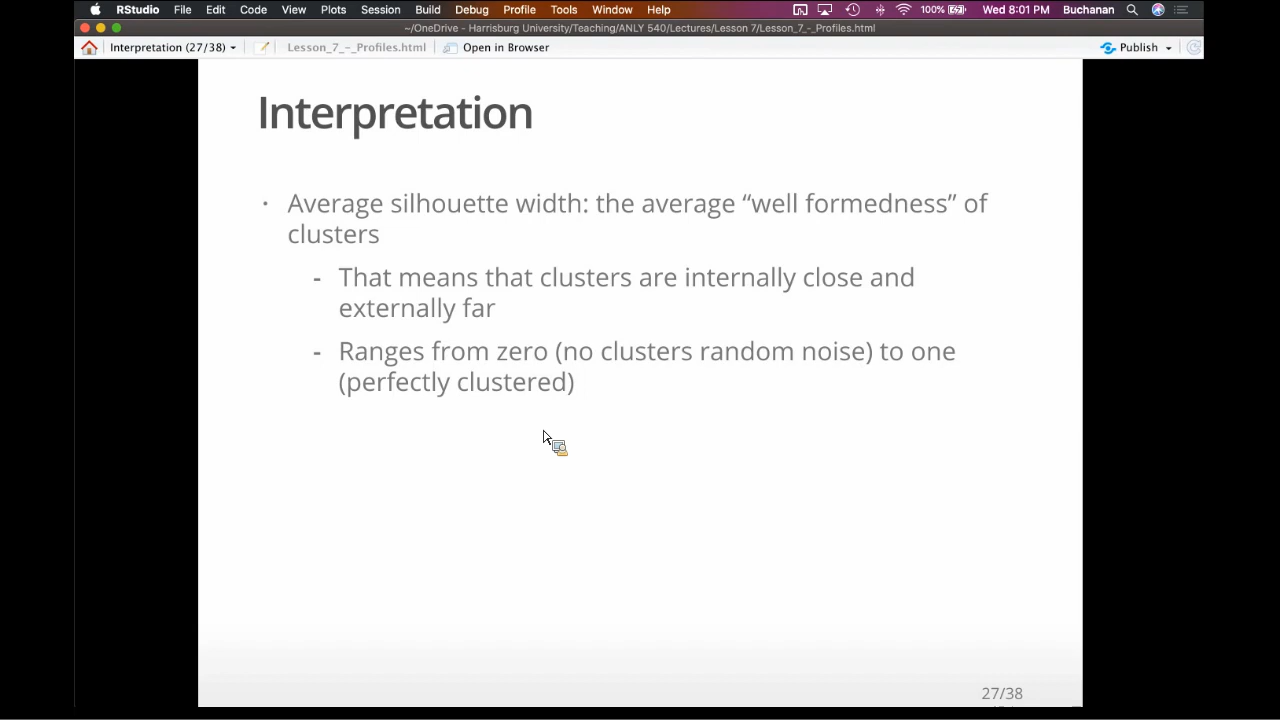 RStudio File Edit Code View Plots Session Build Debug Profile Tools Window Help 100% Wed 8:01 PM Buchanan
~/OneDrive - Harrisburg University/Teaching/ANLY 540/Lectures/Lesson 7/Lesson_7_-_Profiles.html
Interpretation (27/38) Lesson_7_-_Profiles.html Open in Browser Publish
Interpretation
· Average silhouette width: the average “well formedness” of
clusters
- That means that clusters are internally close and
externally far
- Ranges from zero (no clusters random noise) to one
(perfectly clustered)
27/38